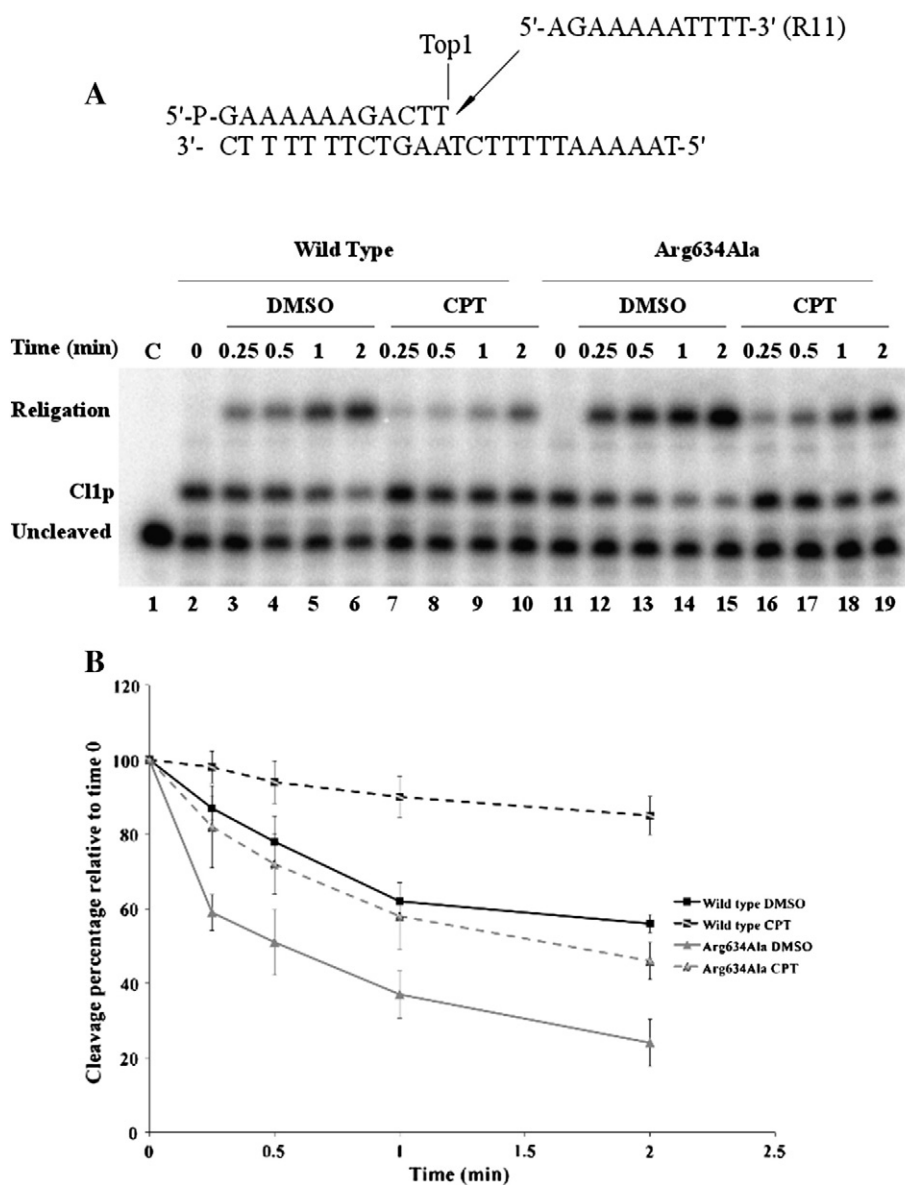 5'-AGAAAAATTTT-3' (R11)
Top1
A
5'-P-GAAAAAAGACTT
3'- CT T TT TTCTGAATCTTTTTAAAAAT-5'
Wild Type Arg634Ala
DMSO CPT DMSO CPT
Time (min) C 0 0.25 0.5 1 2 0.25 0.5 1 2 0 0.25 0.5 1 2 0.25 0.5 1 2
Religation
Cl1p
Uncleaved
1 2 3 4 5 6 7 8 9 10 11 12 13 14 15 16 17 18 19
B
120
100
80
60
40
20
0
Cleavage percentage relative to time 0
0 0.5 1 1.5 2 2.5
Time (min)
Wild type DMSO
Wild type CPT
Arg634Ala DMSO
Arg634Ala CPT